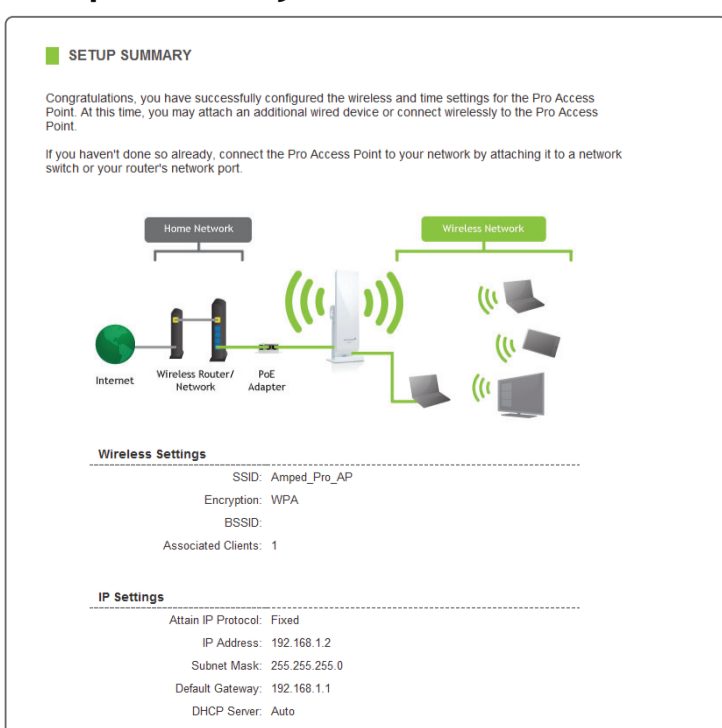 SETUP SUMMARY
Congratulations, you have successfully configured the wireless and time settings for the Pro Access
Point. At this time, you may attach an additional wired device or connect wirelessly to the Pro Access
Point.
If you haven't done so already, connect the Pro Access Point to your network by attaching it to a network
switch or your router's network port.
Home Network
Wireless Network
Internet
Wireless Router/
Network
PoE
Adapter
Wireless Settings
SSID: Amped_Pro_AP
Encryption: WPA
BSSID:
Associated Clients: 1
IP Settings
Attain IP Protocol: Fixed
IP Address: 192.168.1.2
Subnet Mask: 255.255.255.0
Default Gateway: 192.168.1.1
DHCP Server: Auto